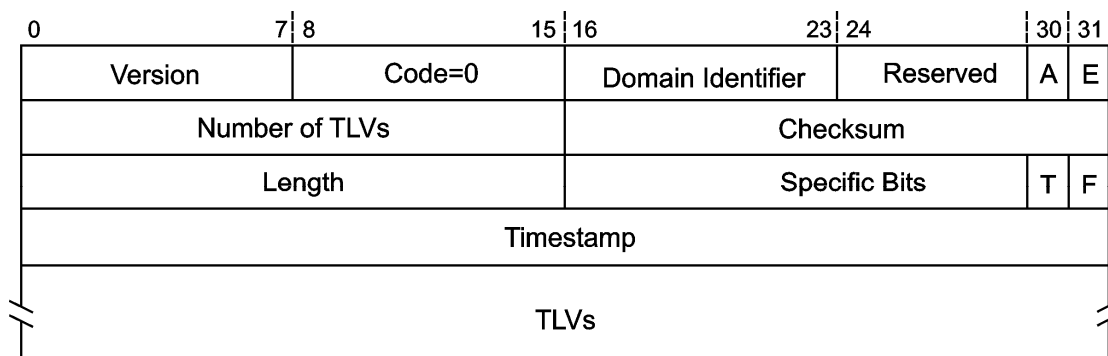 0 7 8 15 16 23 24 30 31
Version Code=0 Domain Identifier Reserved A E
Number of TLVs Checksum
Length Specific Bits T F
Timestamp
TLVs